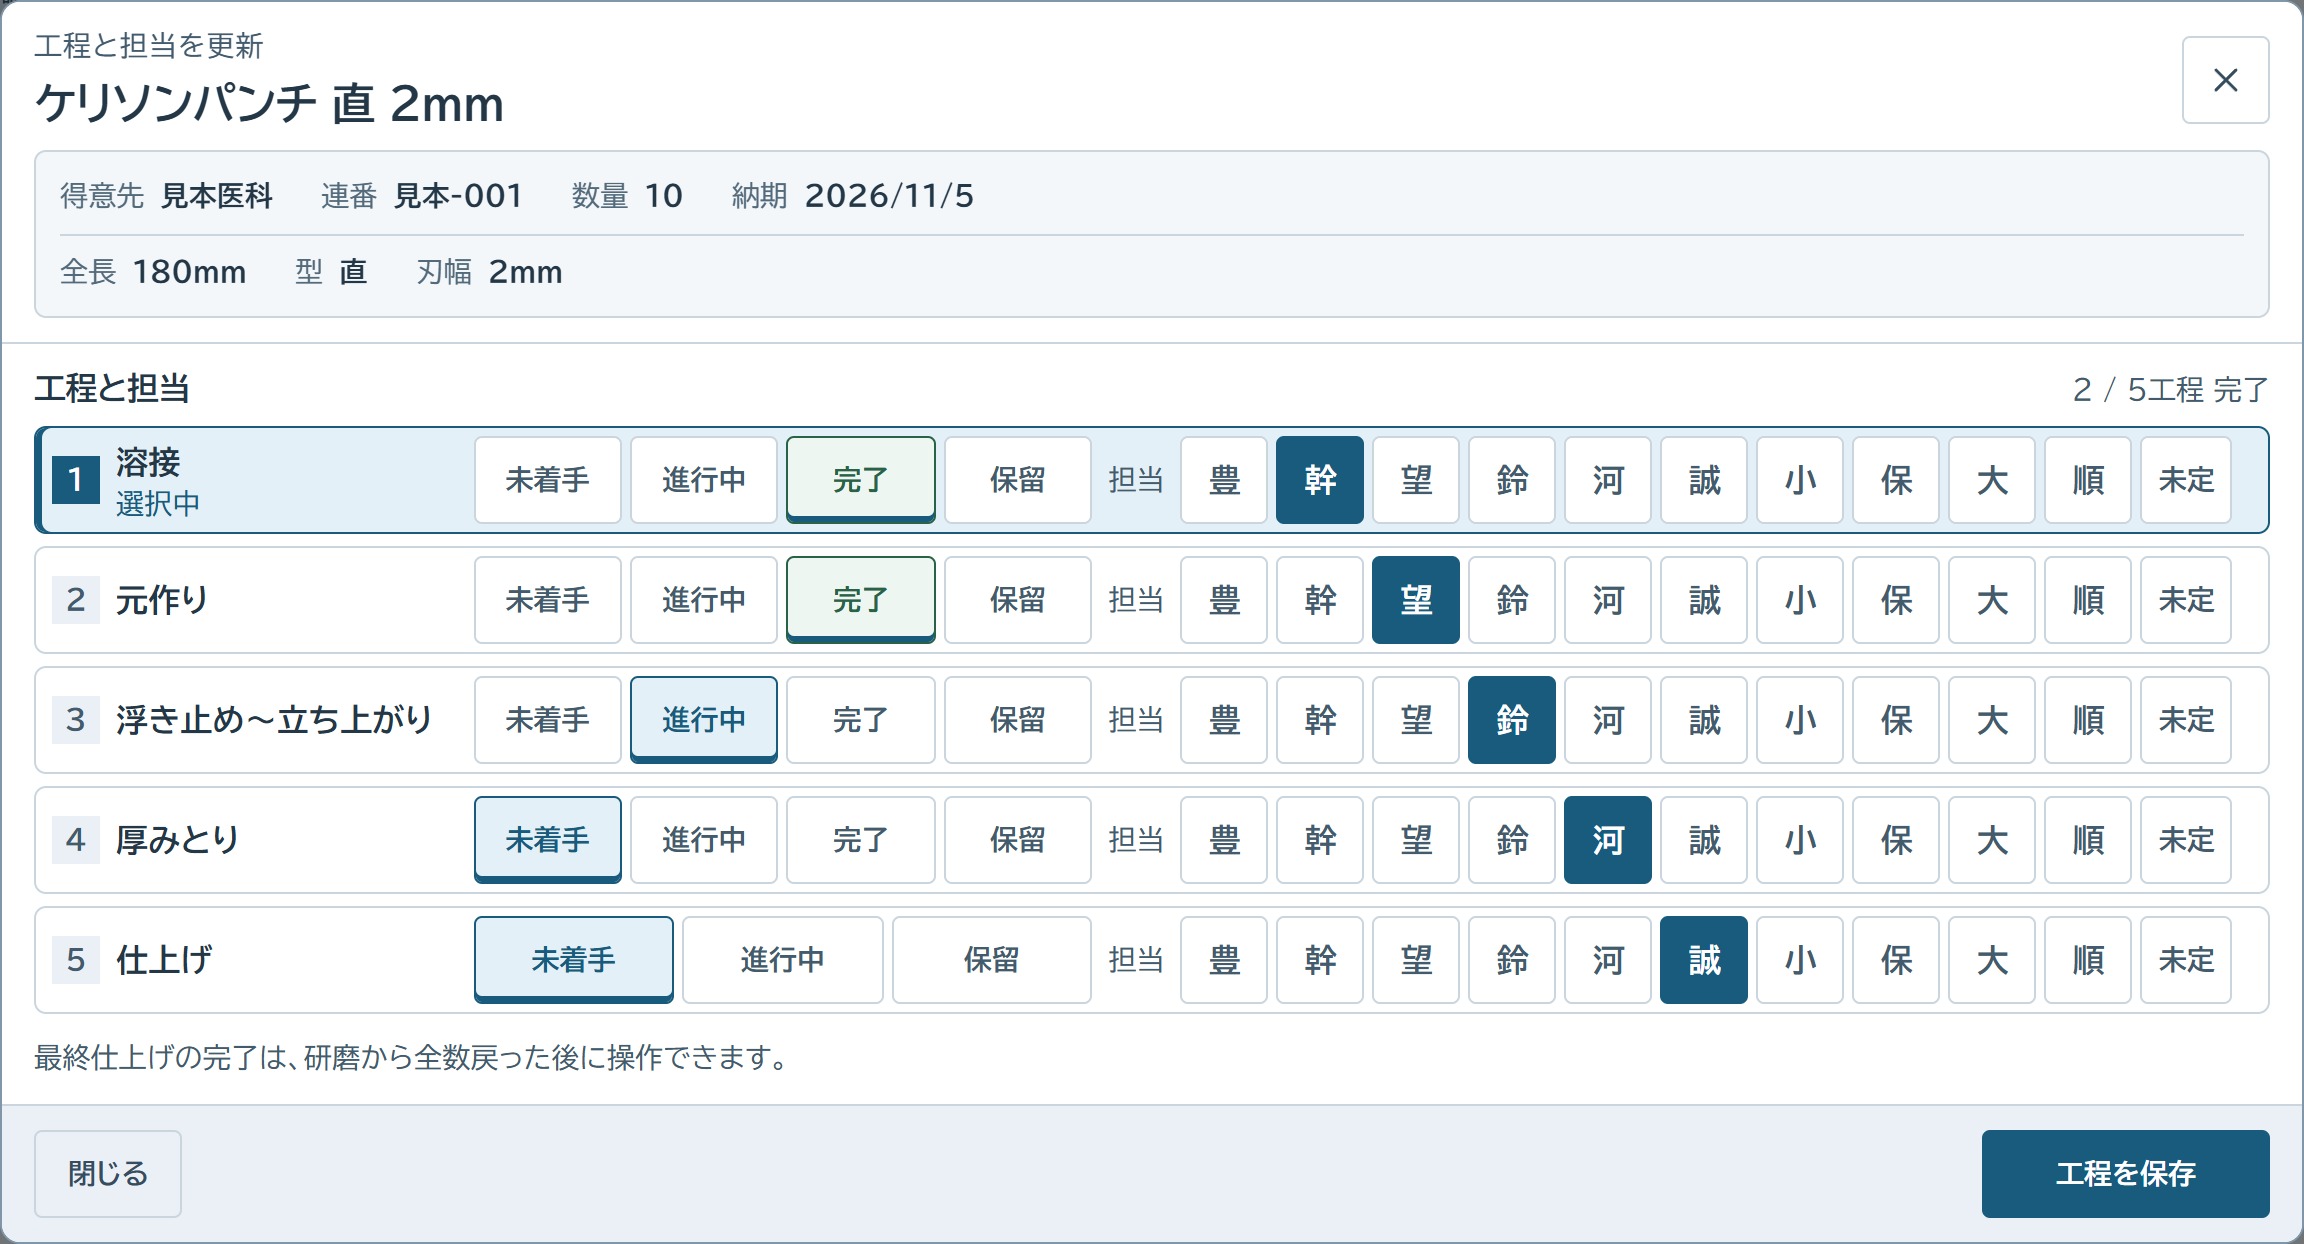 工程と担当を更新
ケリソンパンチ 直 2mm
×
得意先 見本医科 連番 見本-001 数量 10 納期 2026/11/5
全長 180mm 型 直 刃幅 2mm
工程と担当 2 / 5工程 完了
1 溶接 未着手 進行中 完了 保留 担当 豊 幹 望 鈴 河 誠 小 保 大 順 未定
選択中
2 元作り 未着手 進行中 完了 保留 担当 豊 幹 望 鈴 河 誠 小 保 大 順 未定
3 浮き止め～立ち上がり 未着手 進行中 完了 保留 担当 豊 幹 望 鈴 河 誠 小 保 大 順 未定
4 厚みとり 未着手 進行中 完了 保留 担当 豊 幹 望 鈴 河 誠 小 保 大 順 未定
5 仕上げ 未着手 進行中 保留 担当 豊 幹 望 鈴 河 誠 小 保 大 順 未定
最終仕上げの完了は、研磨から全数戻った後に操作できます。
閉じる 工程を保存